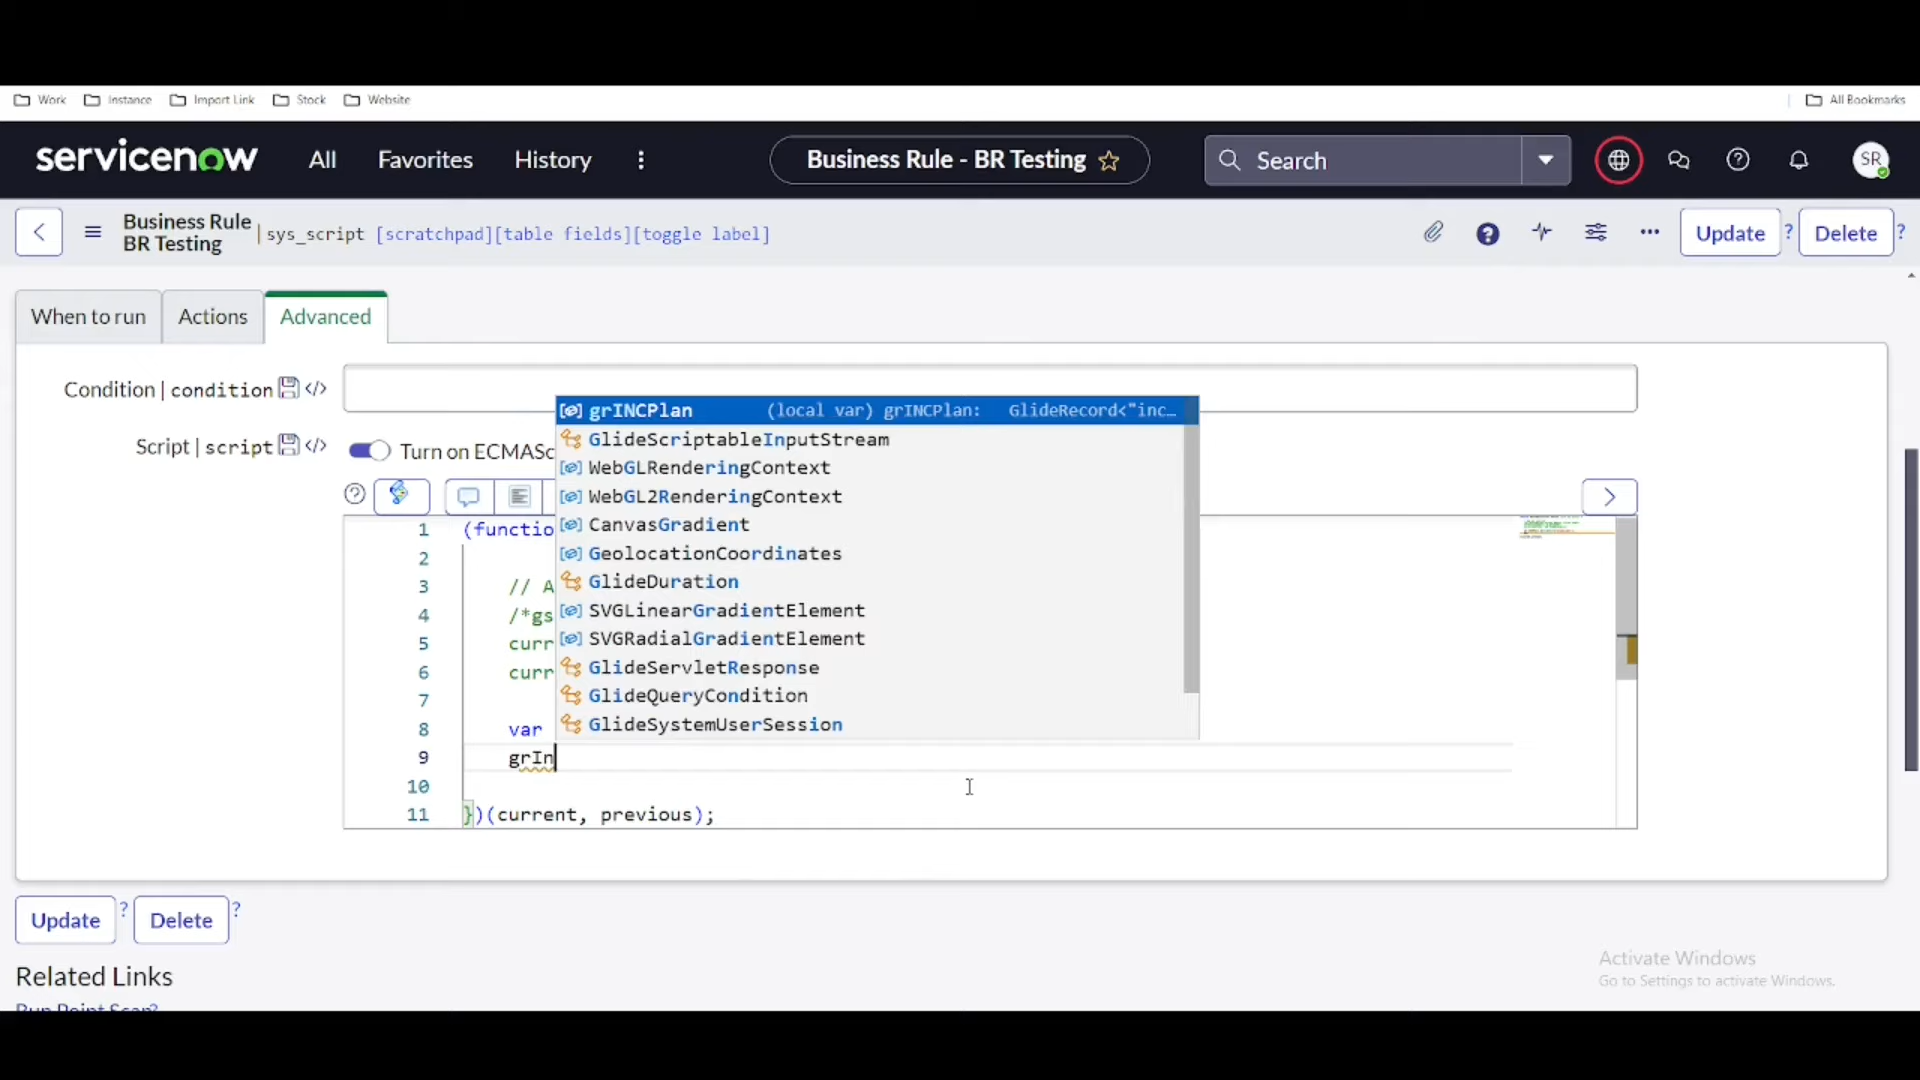 Work Instance Import Link Stock Website All Bookmarks
servicenow All Favorites History Business Rule - BR Testing Search SR
Business Rule
BR Testing
sys_script [scratchpad][table fields][toggle label]
Update ? Delete ?
When to run Actions Advanced
Condition | condition </>
Script | script </> Turn on ECMASc
grINCPlan (local var) grINCPlan: GlideRecord<"inc…
GlideScriptableInputStream
WebGLRenderingContext
WebGL2RenderingContext
CanvasGradient
GeolocationCoordinates
GlideDuration
SVGLinearGradientElement
SVGRadialGradientElement
GlideServletResponse
GlideQueryCondition
GlideSystemUserSession
1 (functio
2
3 // A
4 /*gs
5 curr
6 curr
7
8 var
9 grIn
10
11 })(current, previous);
Update ? Delete ?
Activate Windows
Go to Settings to activate Windows.
Related Links
Run Point Scan?